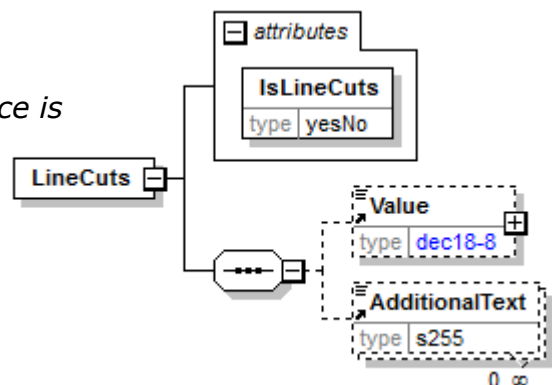 attributes
IsLineCuts
type yesNo
ce is
LineCuts
Value
type dec18-8
AdditionalText
type s255
0..∞